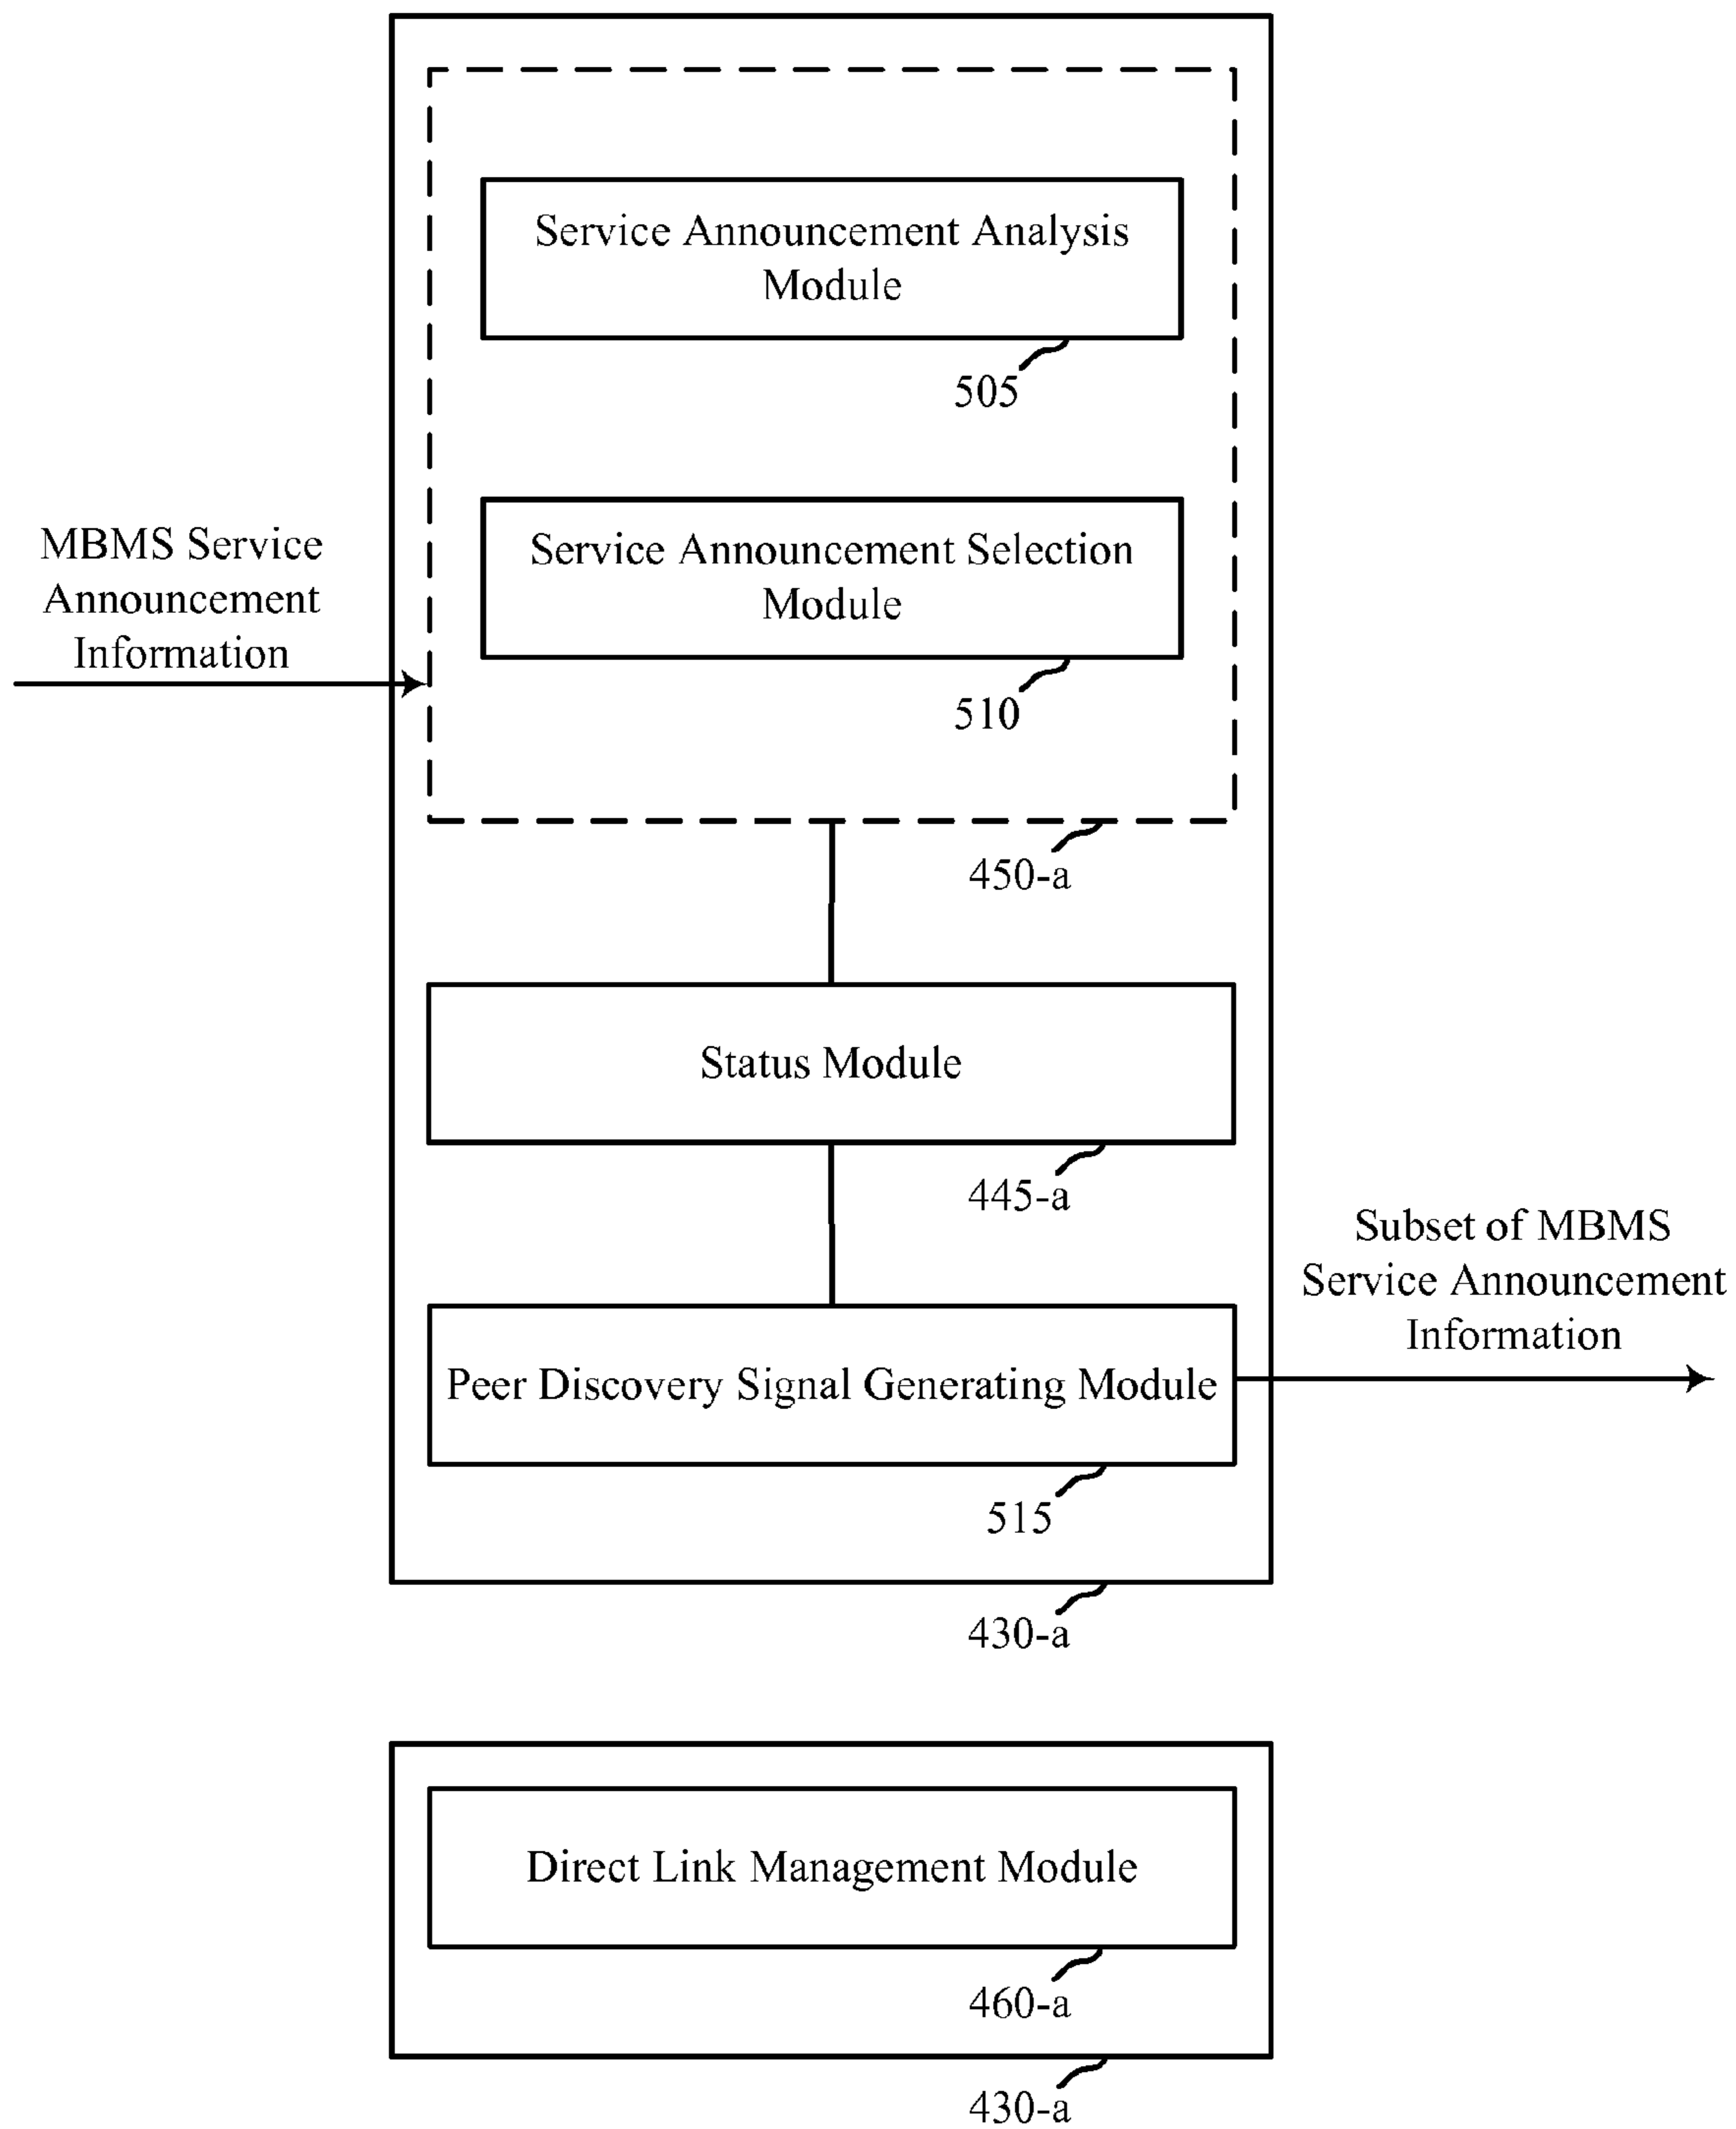 Service Announcement Analysis
Module
505
MBMS Service
Announcement
Information
Service Announcement Selection
Module
510
450-a
Status Module
445-a
Subset of MBMS
Service Announcement
Information
Peer Discovery Signal Generating Module
515
430-a
Direct Link Management Module
460-a
430-a